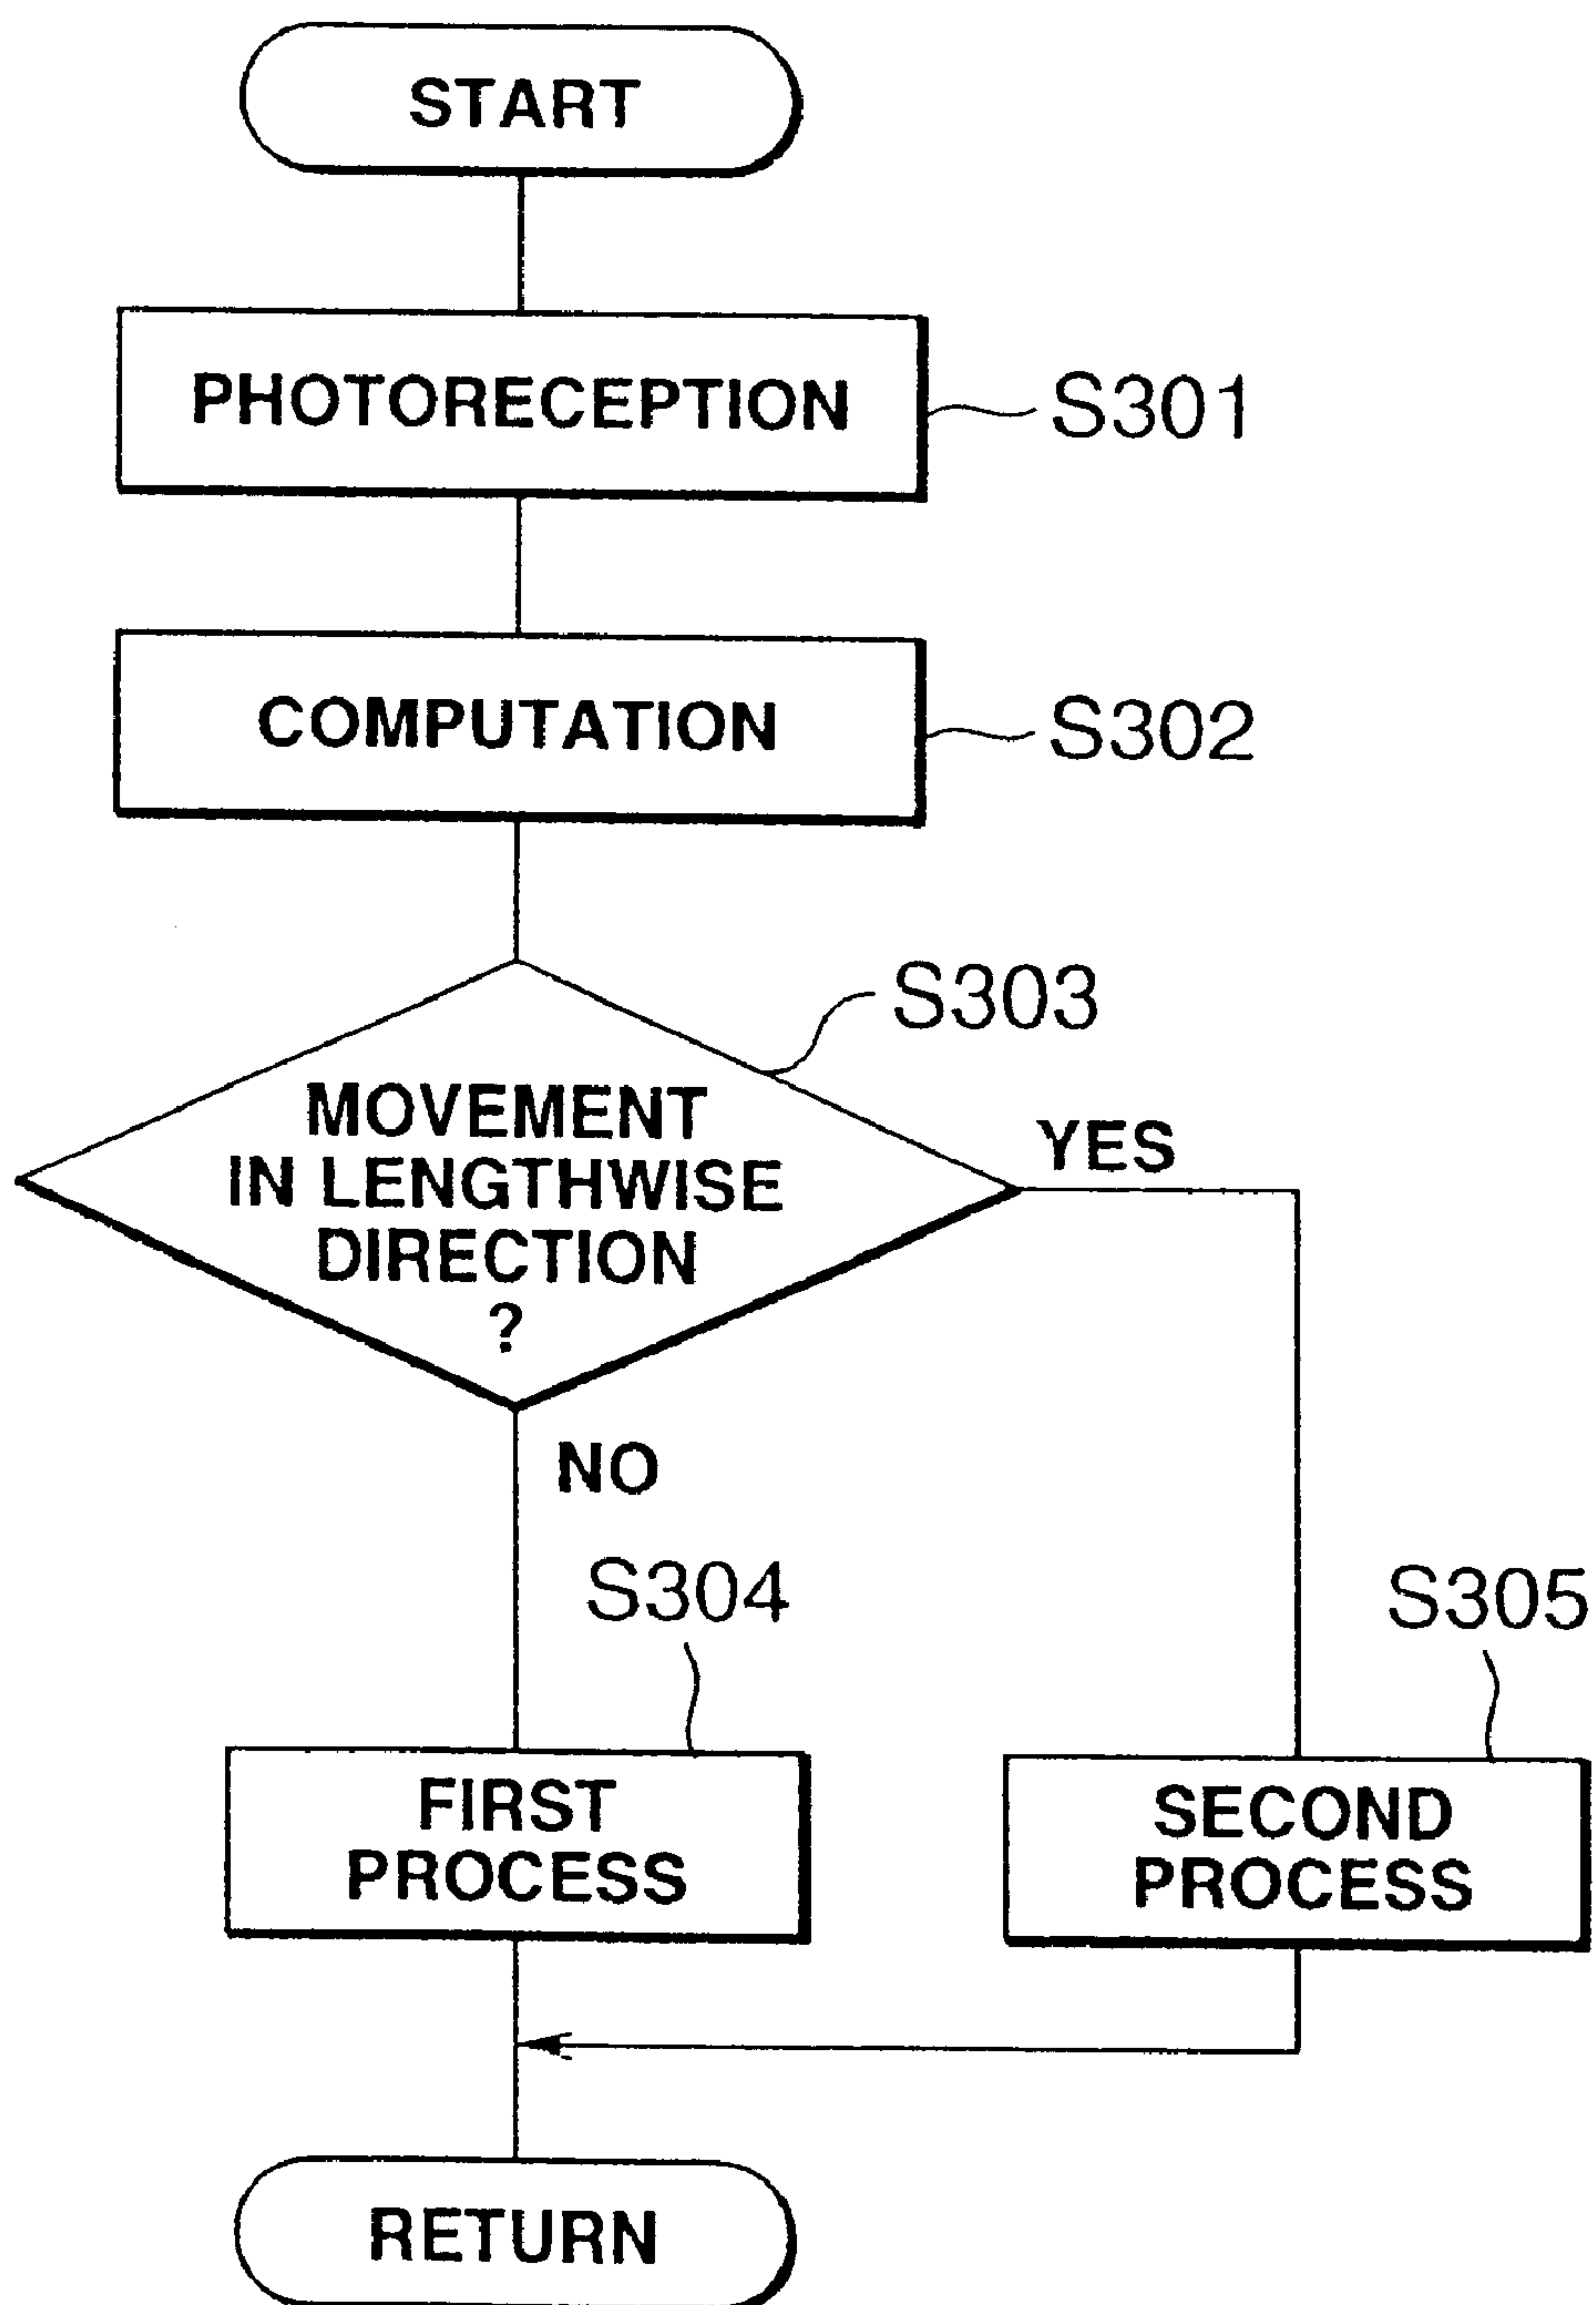 START
PHOTORECEPTION
S301
COMPUTATION
S302
S303
MOVEMENT
IN LENGTHWISE
DIRECTION
?
YES
NO
S304
S305
FIRST
PROCESS
SECOND
PROCESS
RETURN